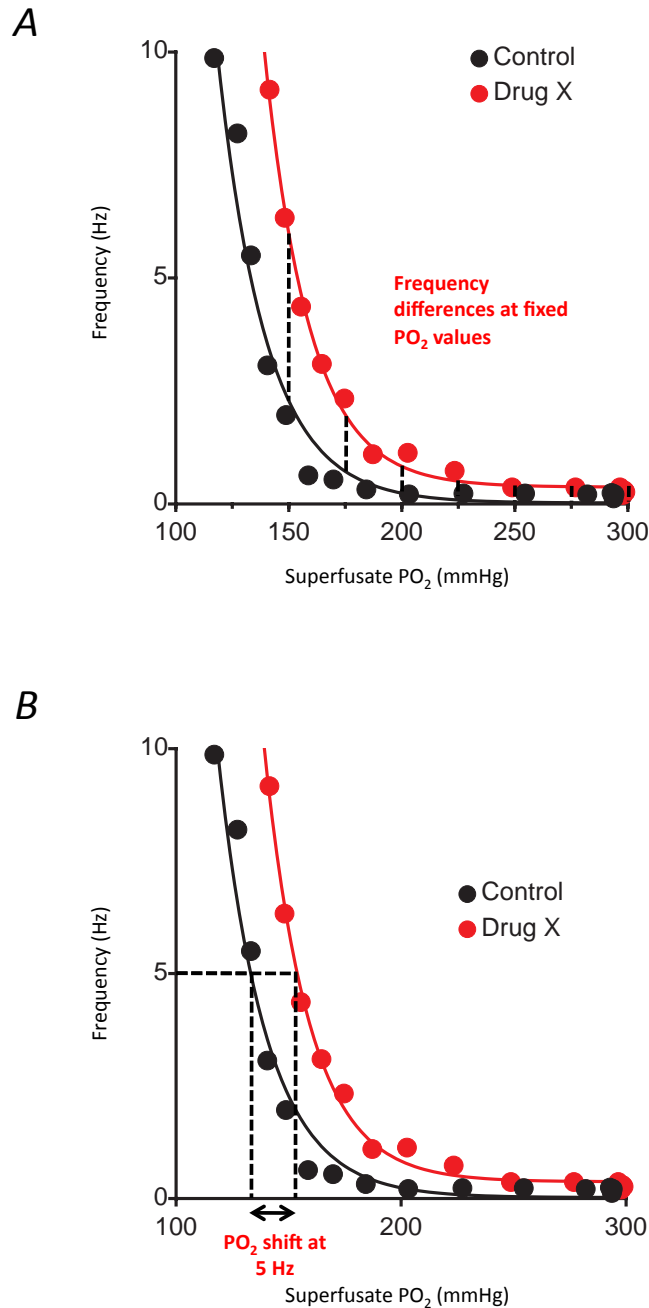 A
10
Control
Drug X
Frequency (Hz)
Frequency
differences at fixed
PO₂ values
5
0
100
150
200
250
300
Superfusate PO₂ (mmHg)
B
10
Control
Drug X
Frequency (Hz)
5
0
100
200
300
PO₂ shift at
5 Hz
Superfusate PO₂ (mmHg)